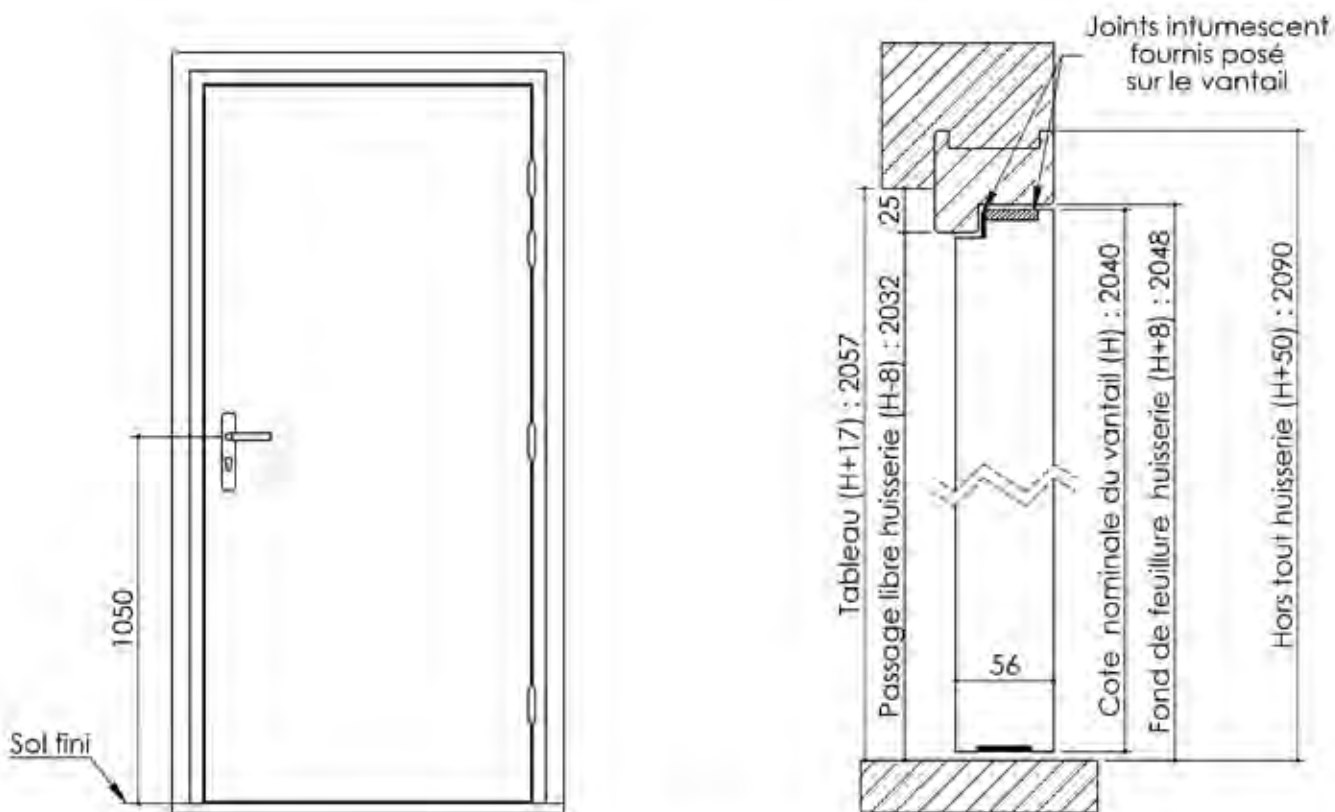 Joints intumescent
fournis posé
sur le vantail
25
Tableau (H+17) : 2057
Passage libre huisserie (H-8) : 2032
Cote nominale du vantail (H) : 2040
Fond de feuillure huisserie (H+8) : 2048
Hors tout huisserie (H+50) : 2090
1050
56
Sol fini